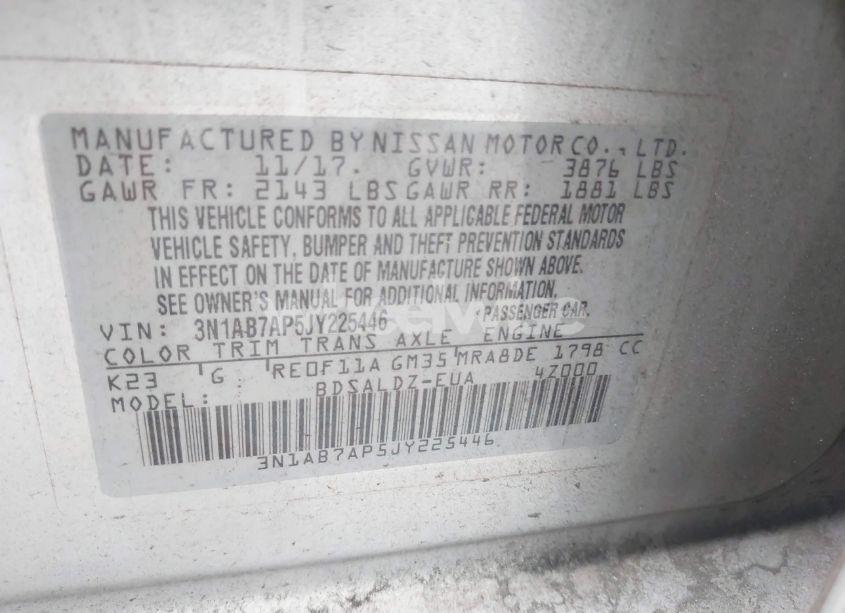 MANUFACTURED BY NISSAN MOTOR CO., LTD.
DATE: 11/17. GVWR: 3876 LBS
GAWR FR: 2143 LBS GAWR RR: 1881 LBS
THIS VEHICLE CONFORMS TO ALL APPLICABLE FEDERAL MOTOR
VEHICLE SAFETY, BUMPER AND THEFT PREVENTION STANDARDS
IN EFFECT ON THE DATE OF MANUFACTURE SHOWN ABOVE.
SEE OWNER'S MANUAL FOR ADDITIONAL INFORMATION.
VIN: 3N1AB7AP5JY225446 PASSENGER CAR.
COLOR TRIM TRANS AXLE ENGINE
K23 G RE0F11A GM35 MRA8DE 1798 CC
MODEL: BDSALDZ-EUA 4Z000
3N1AB7AP5JY225446